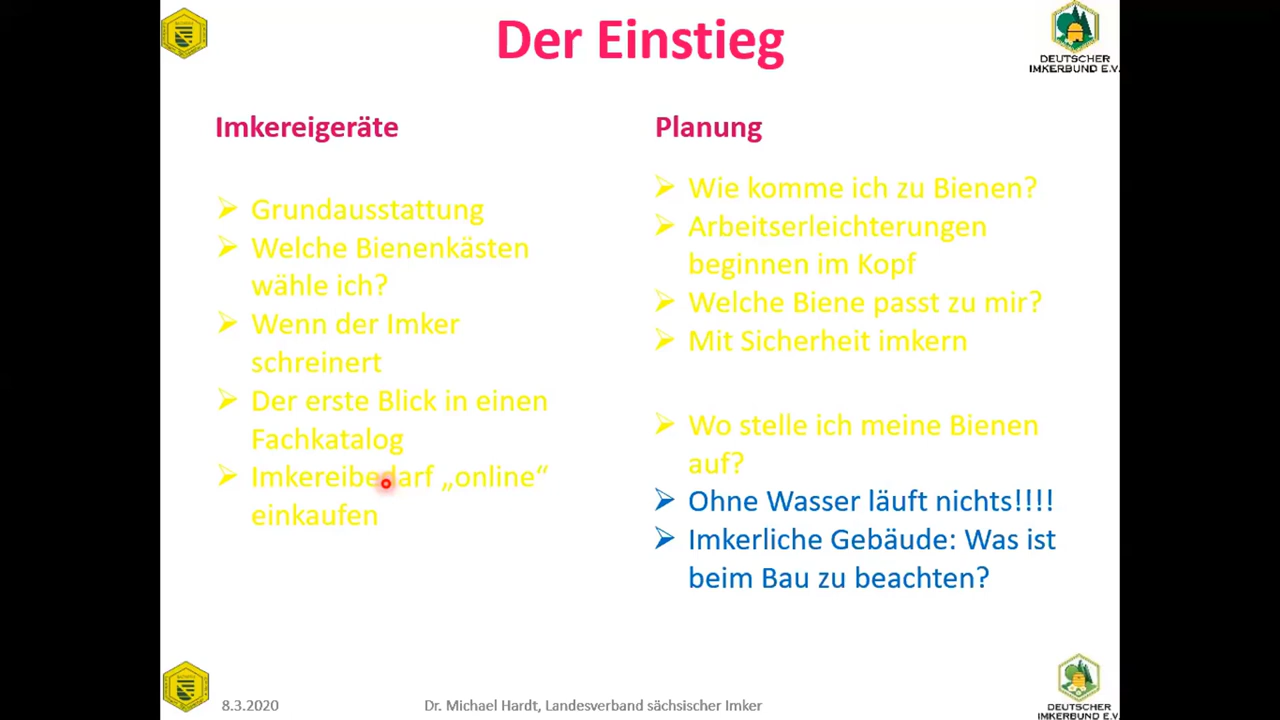 Der Einstieg
DEUTSCHER
IMKERBUND E.V.
Imkereigeräte
Grundausstattung
Welche Bienenkästen
wähle ich?
Wenn der Imker
schreinert
Der erste Blick in einen
Fachkatalog
Imkereibedarf „online“
einkaufen
Planung
Wie komme ich zu Bienen?
Arbeitserleichterungen
beginnen im Kopf
Welche Biene passt zu mir?
Mit Sicherheit imkern
Wo stelle ich meine Bienen
auf?
Ohne Wasser läuft nichts!!!!
Imkerliche Gebäude: Was ist
beim Bau zu beachten?
8.3.2020
Dr. Michael Hardt, Landesverband sächsischer Imker
DEUTSCHER
IMKERBUND E.V